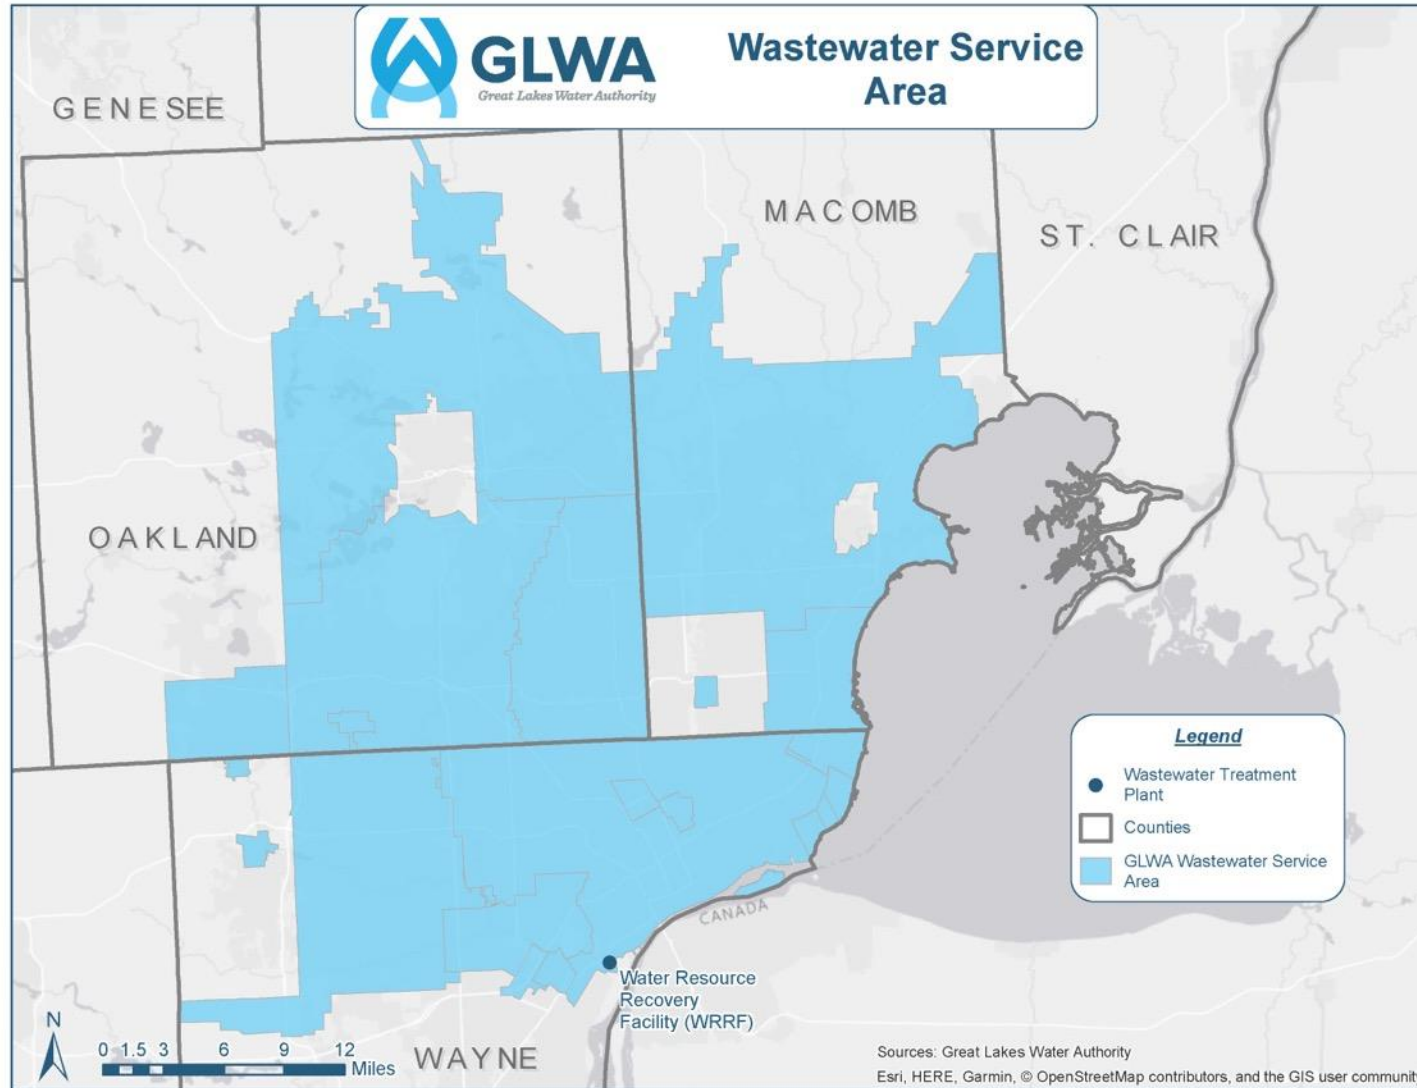 GLWA
Great Lakes Water Authority
Wastewater Service
Area
GENESEE
MACOMB
ST. CLAIR
OAKLAND
Legend
Wastewater Treatment
Plant
Counties
GLWA Wastewater Service
Area
CANADA
Water Resource
Recovery
Facility (WRRF)
N
0 1.5 3 6 9 12
Miles
WAYNE
Sources: Great Lakes Water Authority
Esri, HERE, Garmin, © OpenStreetMap contributors, and the GIS user community